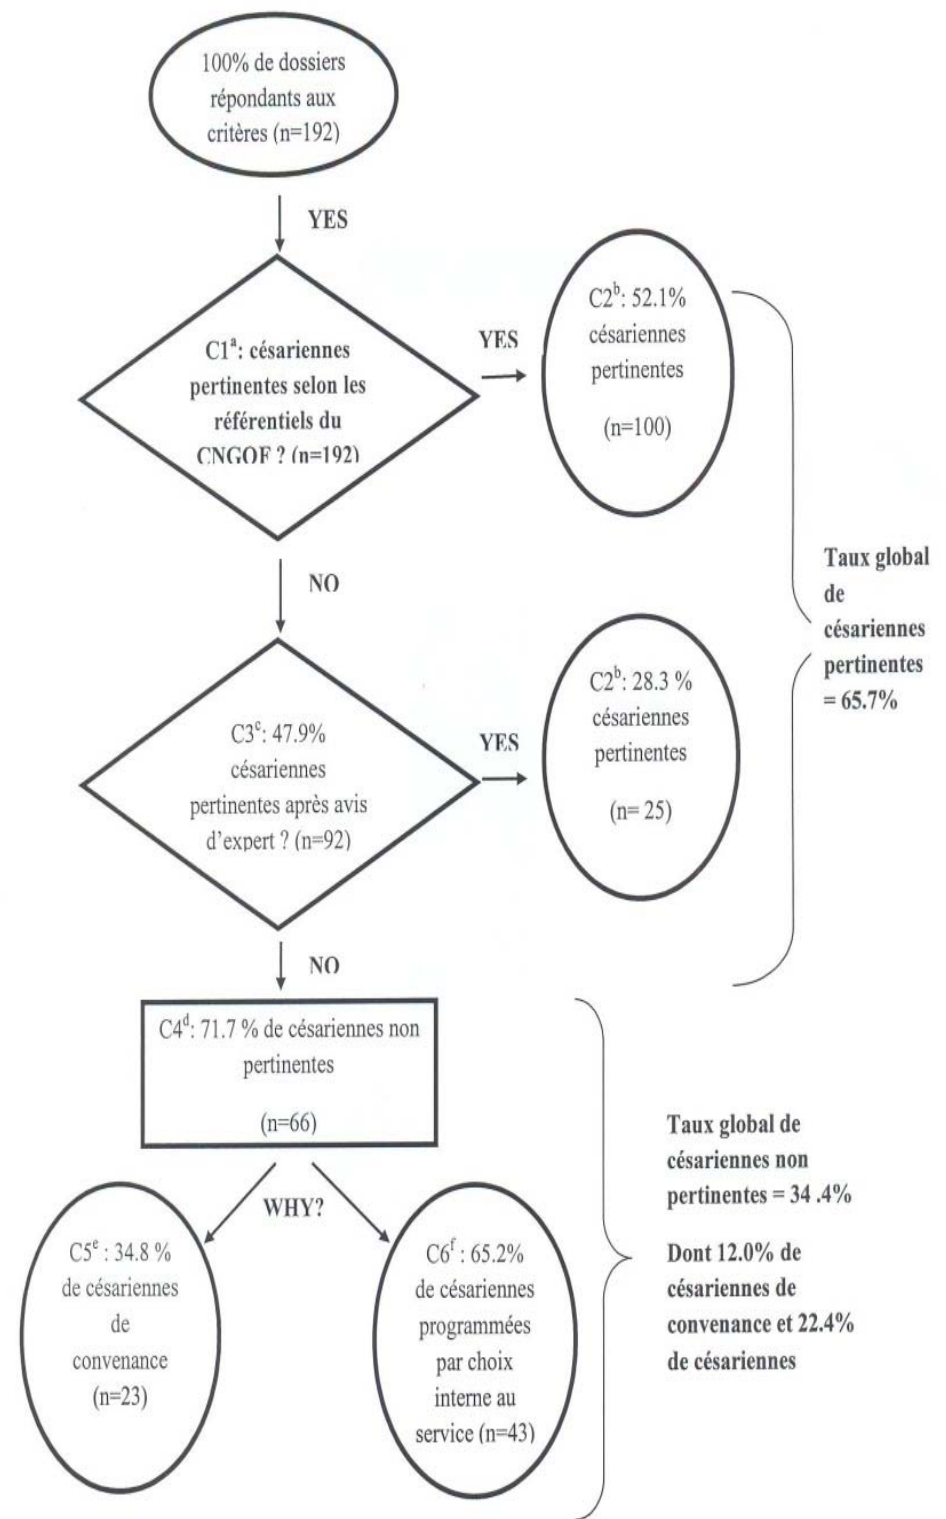 100% de dossiers
répondants aux
critères (n=192)
YES
C1ᵃ: césariennes
pertinentes selon les
référentiels du
CNGOF ? (n=192)
YES
C2ᵇ: 52.1%
césariennes
pertinentes
(n=100)
NO
C3ᶜ: 47.9%
césariennes
pertinentes après avis
d'expert ? (n=92)
YES
C2ᵇ: 28.3 %
césariennes
pertinentes
(n= 25)
Taux global
de
césariennes
pertinentes
= 65.7%
NO
C4ᵈ: 71.7 % de césariennes non
pertinentes
(n=66)
WHY?
C5ᵉ : 34.8 %
de césariennes
de
convenance
(n=23)
C6ᶠ : 65.2%
de césariennes
programmées
par choix
interne au
service (n=43)
Taux global de
césariennes non
pertinentes = 34 .4%
Dont 12.0% de
césariennes de
convenance et 22.4%
de césariennes